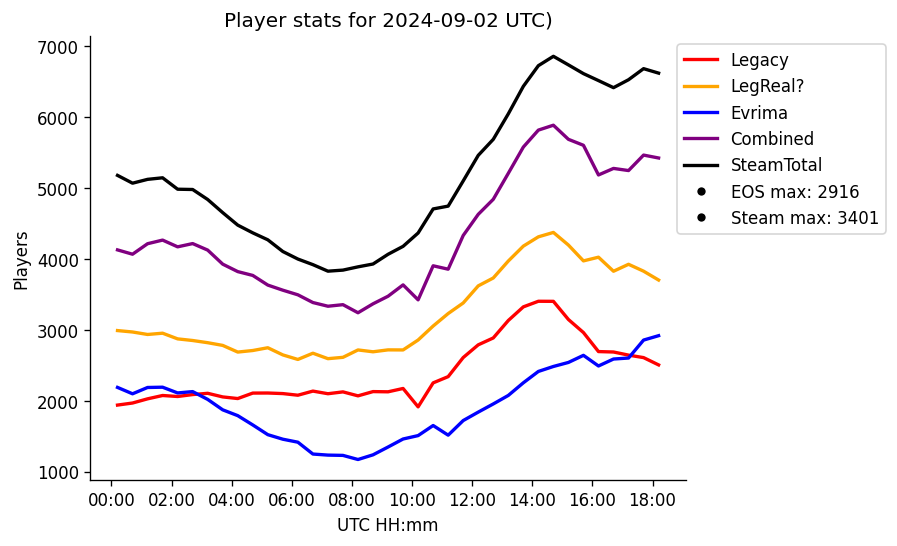 Player stats for 2024-09-02 UTC)
7000
6000
5000
4000
3000
2000
1000
Players
00:00 02:00 04:00 06:00 08:00 10:00 12:00 14:00 16:00 18:00
UTC HH:mm
Legacy
LegReal?
Evrima
Combined
SteamTotal
EOS max: 2916
Steam max: 3401